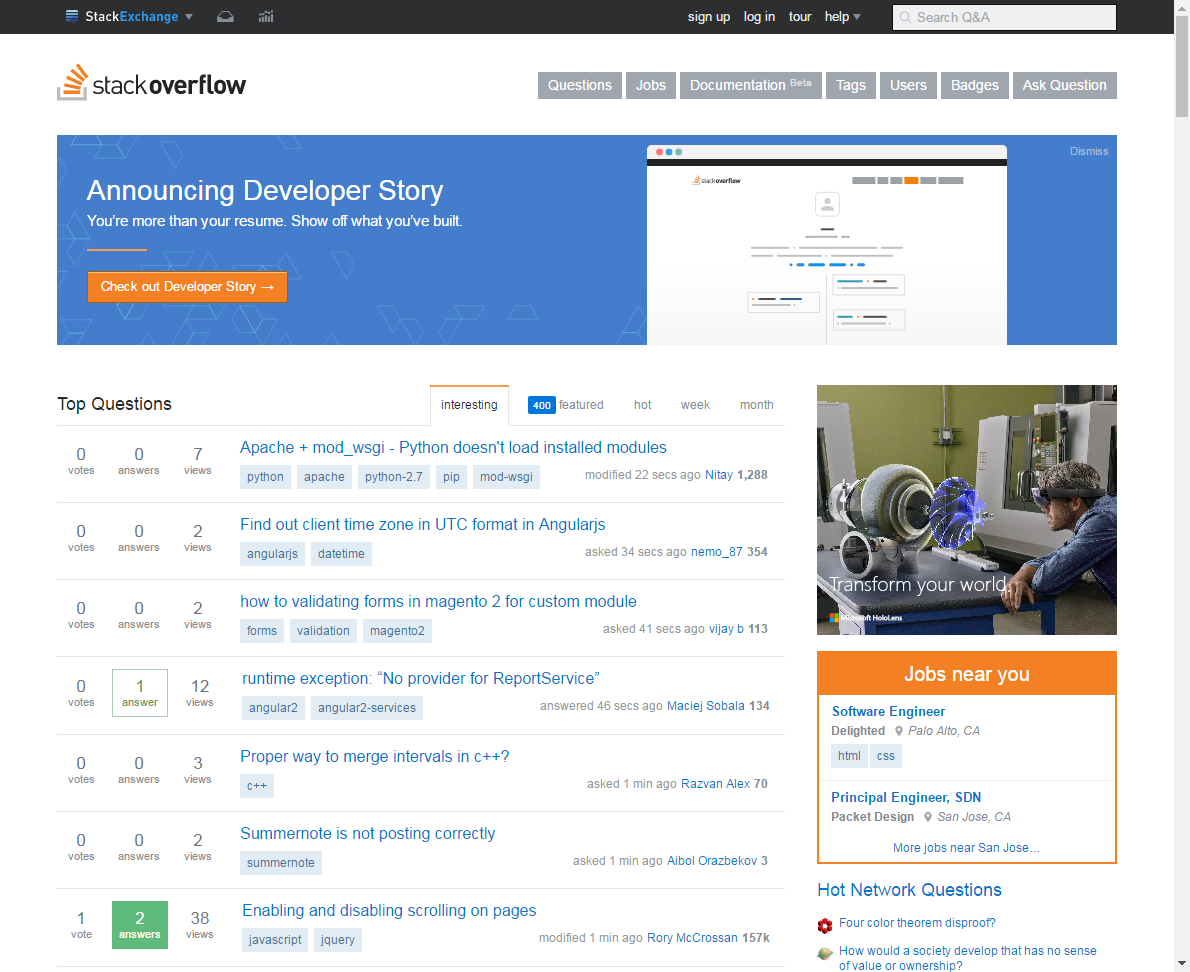 StackExchange
sign up log in tour help
Search Q&A
stackoverflow
Questions Jobs Documentation Beta Tags Users Badges Ask Question
Dismiss
Announcing Developer Story
You're more than your resume. Show off what you've built.
Check out Developer Story →
stackoverflow
Top Questions
interesting 400 featured hot week month
0 votes 0 answers 7 views
Apache + mod_wsgi - Python doesn't load installed modules
python apache python-2.7 pip mod-wsgi
modified 22 secs ago Nitay 1,288
0 votes 0 answers 2 views
Find out client time zone in UTC format in Angularjs
angularjs datetime
asked 34 secs ago nemo_87 354
0 votes 0 answers 2 views
how to validating forms in magento 2 for custom module
forms validation magento2
asked 41 secs ago vijay b 113
0 votes 1 answer 12 views
runtime exception: “No provider for ReportService”
angular2 angular2-services
answered 46 secs ago Maciej Sobala 134
0 votes 0 answers 3 views
Proper way to merge intervals in c++?
c++
asked 1 min ago Razvan Alex 70
0 votes 0 answers 2 views
Summernote is not posting correctly
summernote
asked 1 min ago Aibol Orazbekov 3
1 vote 2 answers 38 views
Enabling and disabling scrolling on pages
javascript jquery
modified 1 min ago Rory McCrossan 157k
Transform your world.
Microsoft HoloLens
Jobs near you
Software Engineer
Delighted Palo Alto, CA
html css
Principal Engineer, SDN
Packet Design San Jose, CA
More jobs near San Jose…
Hot Network Questions
Four color theorem disproof?
How would a society develop that has no sense
of value or ownership?